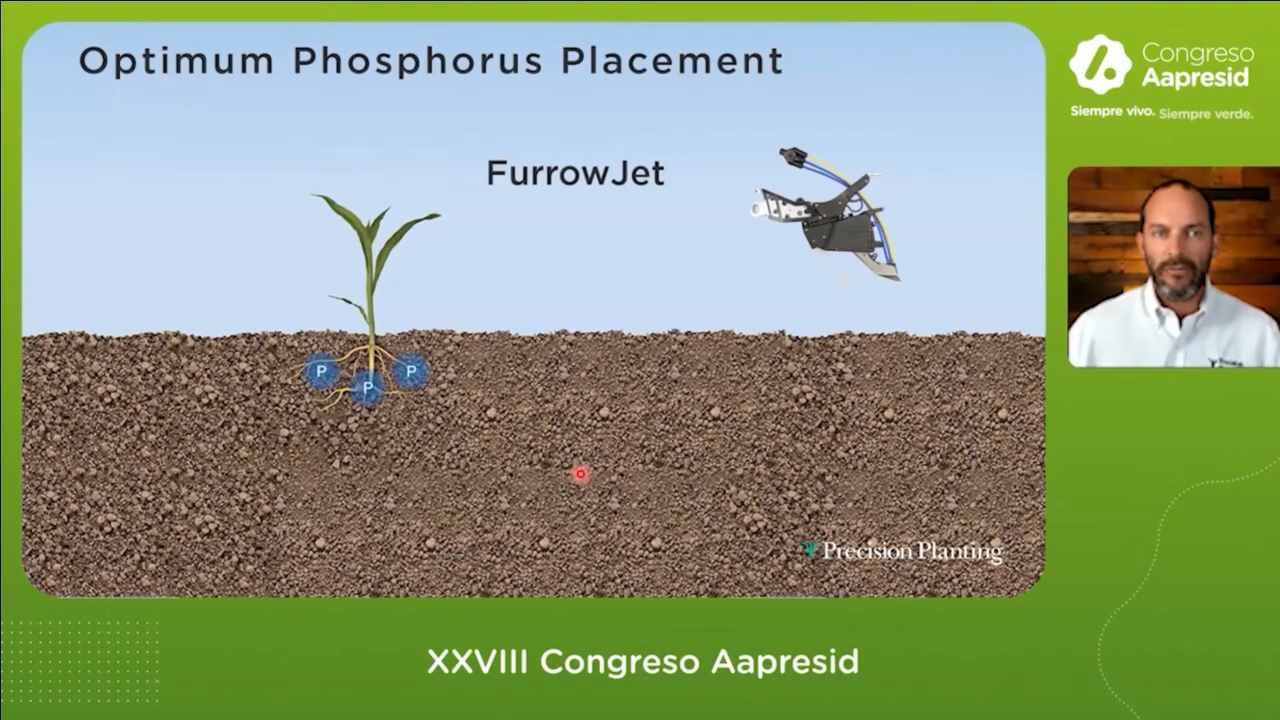 Optimum Phosphorus Placement
Congreso
Aapresid
Siempre vivo. Siempre verde.
FurrowJet
P
P
P
Precision Planting
XXVIII Congreso Aapresid